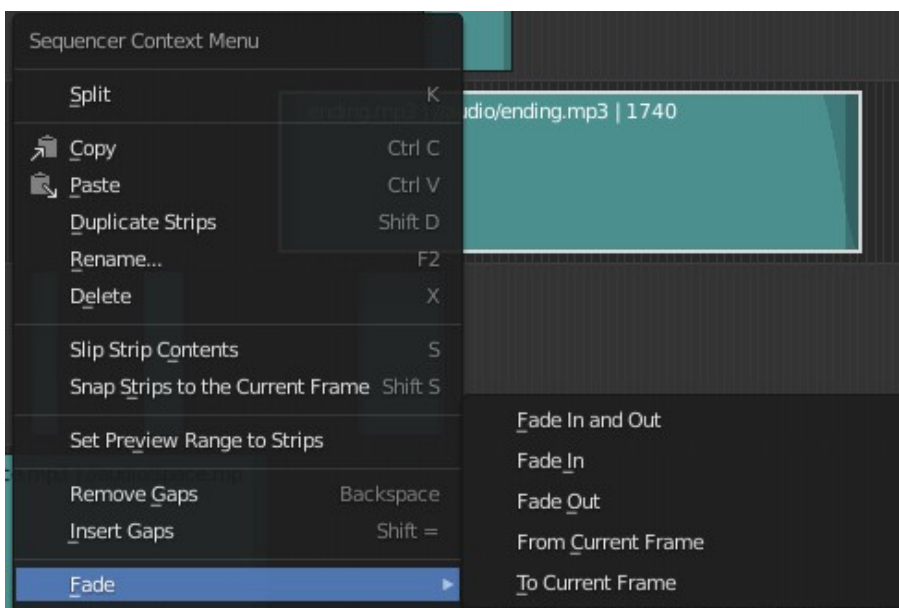 Sequencer Context Menu
Split K
ending.mp3 | udio/ending.mp3 | 1740
Copy Ctrl C
Paste Ctrl V
Duplicate Strips Shift D
Rename... F2
Delete X
Slip Strip Contents S
Snap Strips to the Current Frame Shift S
Set Preview Range to Strips
Remove Gaps Backspace
Insert Gaps Shift =
Fade
Fade In and Out
Fade In
Fade Out
From Current Frame
To Current Frame